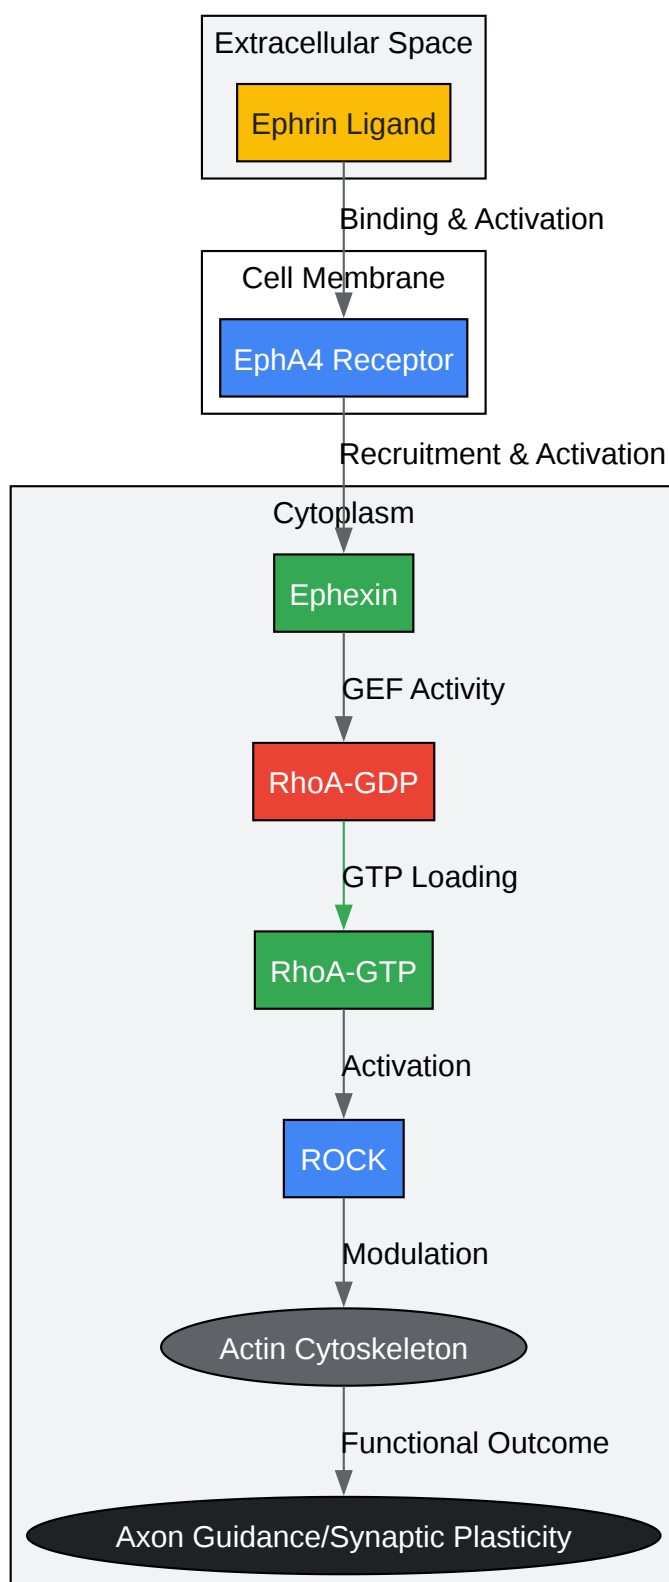 Extracellular Space
Ephrin Ligand
Binding & Activation
Cell Membrane
EphA4 Receptor
Recruitment & Activation
Cytoplasm
Ephexin
GEF Activity
RhoA-GDP
GTP Loading
RhoA-GTP
Activation
ROCK
Modulation
Actin Cytoskeleton
Functional Outcome
Axon Guidance/Synaptic Plasticity